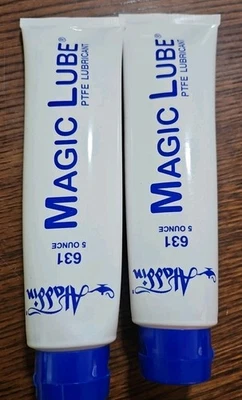 MAGIC LUBE®
PTFE LUBRICANT
631
5 OUNCE
Aladdin
MAGIC LUBE®
PTFE LUBRICANT
631
5 OUNCE
Aladdin